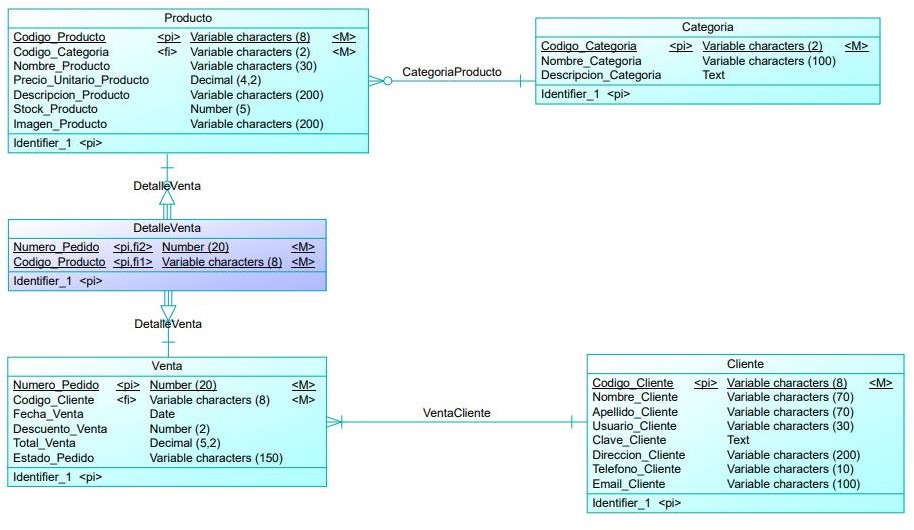 Producto
Codigo_Producto <pi> Variable characters (8) <M>
Codigo_Categoria <fi> Variable characters (2) <M>
Nombre_Producto Variable characters (30)
Precio_Unitario_Producto Decimal (4,2)
Descripcion_Producto Variable characters (200)
Stock_Producto Number (5)
Imagen_Producto Variable characters (200)
Identifier_1 <pi>
CategoriaProducto
Categoria
Codigo_Categoria <pi> Variable characters (2) <M>
Nombre_Categoria Variable characters (100)
Descripcion_Categoria Text
Identifier_1 <pi>
DetalleVenta
DetalleVenta
Numero_Pedido <pi,fi2> Number (20) <M>
Codigo_Producto <pi,fi1> Variable characters (8) <M>
Identifier_1 <pi>
DetalleVenta
Venta
Numero_Pedido <pi> Number (20) <M>
Codigo_Cliente <fi> Variable characters (8) <M>
Fecha_Venta Date
Descuento_Venta Number (2)
Total_Venta Decimal (5,2)
Estado_Pedido Variable characters (150)
Identifier_1 <pi>
VentaCliente
Cliente
Codigo_Cliente <pi> Variable characters (8) <M>
Nombre_Cliente Variable characters (70)
Apellido_Cliente Variable characters (70)
Usuario_Cliente Variable characters (30)
Clave_Cliente Text
Direccion_Cliente Variable characters (200)
Telefono_Cliente Variable characters (10)
Email_Cliente Variable characters (100)
Identifier_1 <pi>